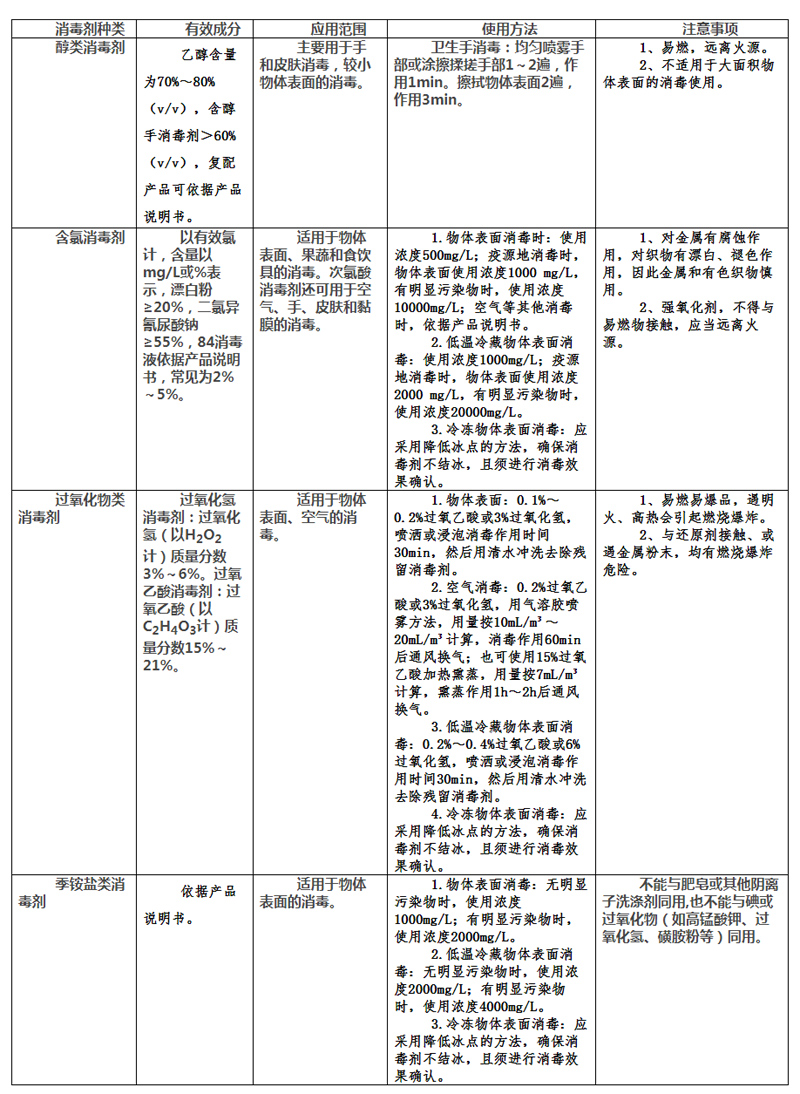 消毒剂种类
有效成分
应用范围
使用方法
注意事项
醇类消毒剂
乙醇含量
为70%～80%
（v/v），含醇
手消毒剂＞60%
（v/v），复配
产品可依据产品
说明书。
主要用于手
和皮肤消毒，较小
物体表面的消毒。
卫生手消毒：均匀喷雾手
部或涂擦揉搓手部1～2遍，作
用1min。擦拭物体表面2遍，
作用3min。
1、易燃，远离火源。
2、不适用于大面积物
体表面的消毒使用。
含氯消毒剂
以有效氯
计，含量以
mg/L或%表
示，漂白粉
≥20%，二氯异
氰尿酸钠
≥55%，84消毒
液依据产品说明
书，常见为2%
～5%。
适用于物体
表面、果蔬和食饮
具的消毒。次氯酸
消毒剂还可用于空
气、手、皮肤和黏
膜的消毒。
1.物体表面消毒时：使用
浓度500mg/L；疫源地消毒时，
物体表面使用浓度1000 mg/L，
有明显污染物时，使用浓度
10000mg/L；空气等其他消毒
时，依据产品说明书。
2.低温冷藏物体表面消
毒：使用浓度1000mg/L；疫源
地消毒时，物体表面使用浓度
2000 mg/L，有明显污染物时，
使用浓度20000mg/L。
3.冷冻物体表面消毒：应
采用降低冰点的方法，确保消
毒剂不结冰，且须进行消毒效
果确认。
1、对金属有腐蚀作
用，对织物有漂白、褪色作
用，因此金属和有色织物慎
用。
2、强氧化剂，不得与
易燃物接触，应当远离火
源。
过氧化物类
消毒剂
过氧化氢
消毒剂：过氧化
氢（以H2O2
计）质量分数
3%～6%。过氧
乙酸消毒剂：过
氧乙酸（以
C2H4O3计）质
量分数15%～
21%。
适用于物体
表面、空气的消
毒。
1.物体表面：0.1%～
0.2%过氧乙酸或3%过氧化氢，
喷洒或浸泡消毒作用时间
30min，然后用清水冲洗去除残
留消毒剂。
2.空气消毒：0.2%过氧乙
酸或3%过氧化氢，用气溶胶喷
雾方法，用量按10mL/m³～
20mL/m³计算，消毒作用60min
后通风换气；也可使用15%过氧
乙酸加热熏蒸，用量按7mL/m³
计算，熏蒸作用1h～2h后通风
换气。
3.低温冷藏物体表面消
毒：0.2%～0.4%过氧乙酸或6%
过氧化氢，喷洒或浸泡消毒作
用时间30min，然后用清水冲洗
去除残留消毒剂。
4.冷冻物体表面消毒：应
采用降低冰点的方法，确保消
毒剂不结冰，且须进行消毒效
果确认。
1、易燃易爆品，遇明
火、高热会引起燃烧爆炸。
2、与还原剂接触、或
遇金属粉末，均有燃烧爆炸
危险。
季铵盐类消
毒剂
依据产品
说明书。
适用于物体
表面的消毒。
1.物体表面消毒：无明显
污染物时，使用浓度
1000mg/L；有明显污染物时，
使用浓度2000mg/L。
2.低温冷藏物体表面消
毒：无明显污染物时，使用浓
度2000mg/L；有明显污染物
时，使用浓度4000mg/L。
3.冷冻物体表面消毒：应
采用降低冰点的方法，确保消
毒剂不结冰，且须进行消毒效
果确认。
不能与肥皂或其他阴离
子洗涤剂同用,也不能与碘或
过氧化物（如高锰酸钾、过
氧化氢、磺胺粉等）同用。